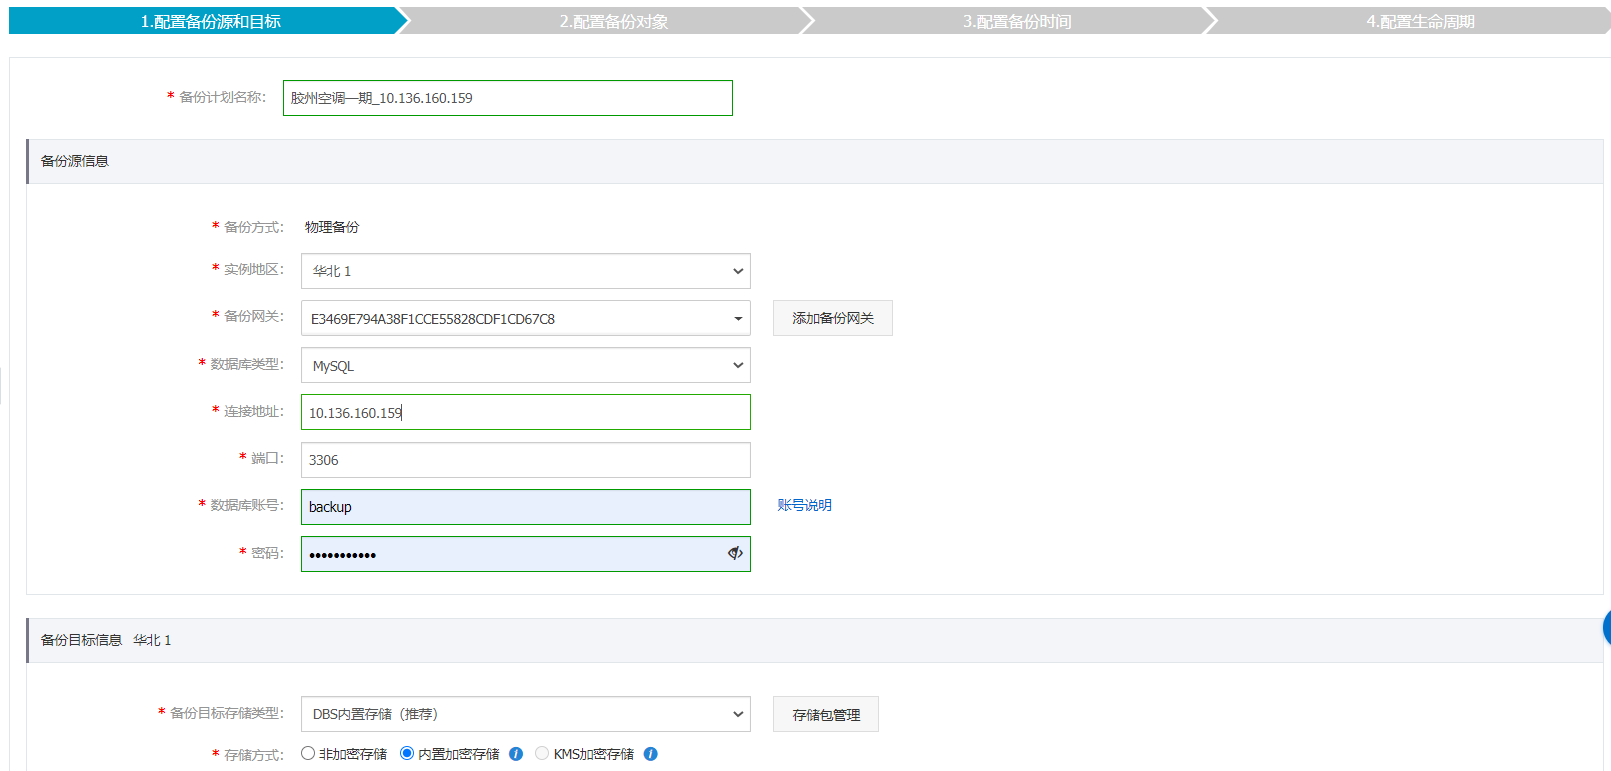 1.配置备份源和目标 2.配置备份对象 3.配置备份时间 4.配置生命周期
* 备份计划名称: 胶州空调一期_10.136.160.159
备份源信息
* 备份方式: 物理备份
* 实例地区: 华北 1
* 备份网关: E3469E794A38F1CCE55828CDF1CD67C8 添加备份网关
* 数据库类型: MySQL
* 连接地址: 10.136.160.159
* 端口: 3306
* 数据库账号: backup 账号说明
* 密码: •••••••••••
备份目标信息 华北 1
* 备份目标存储类型: DBS内置存储（推荐） 存储包管理
* 存储方式: 非加密存储 内置加密存储 KMS加密存储